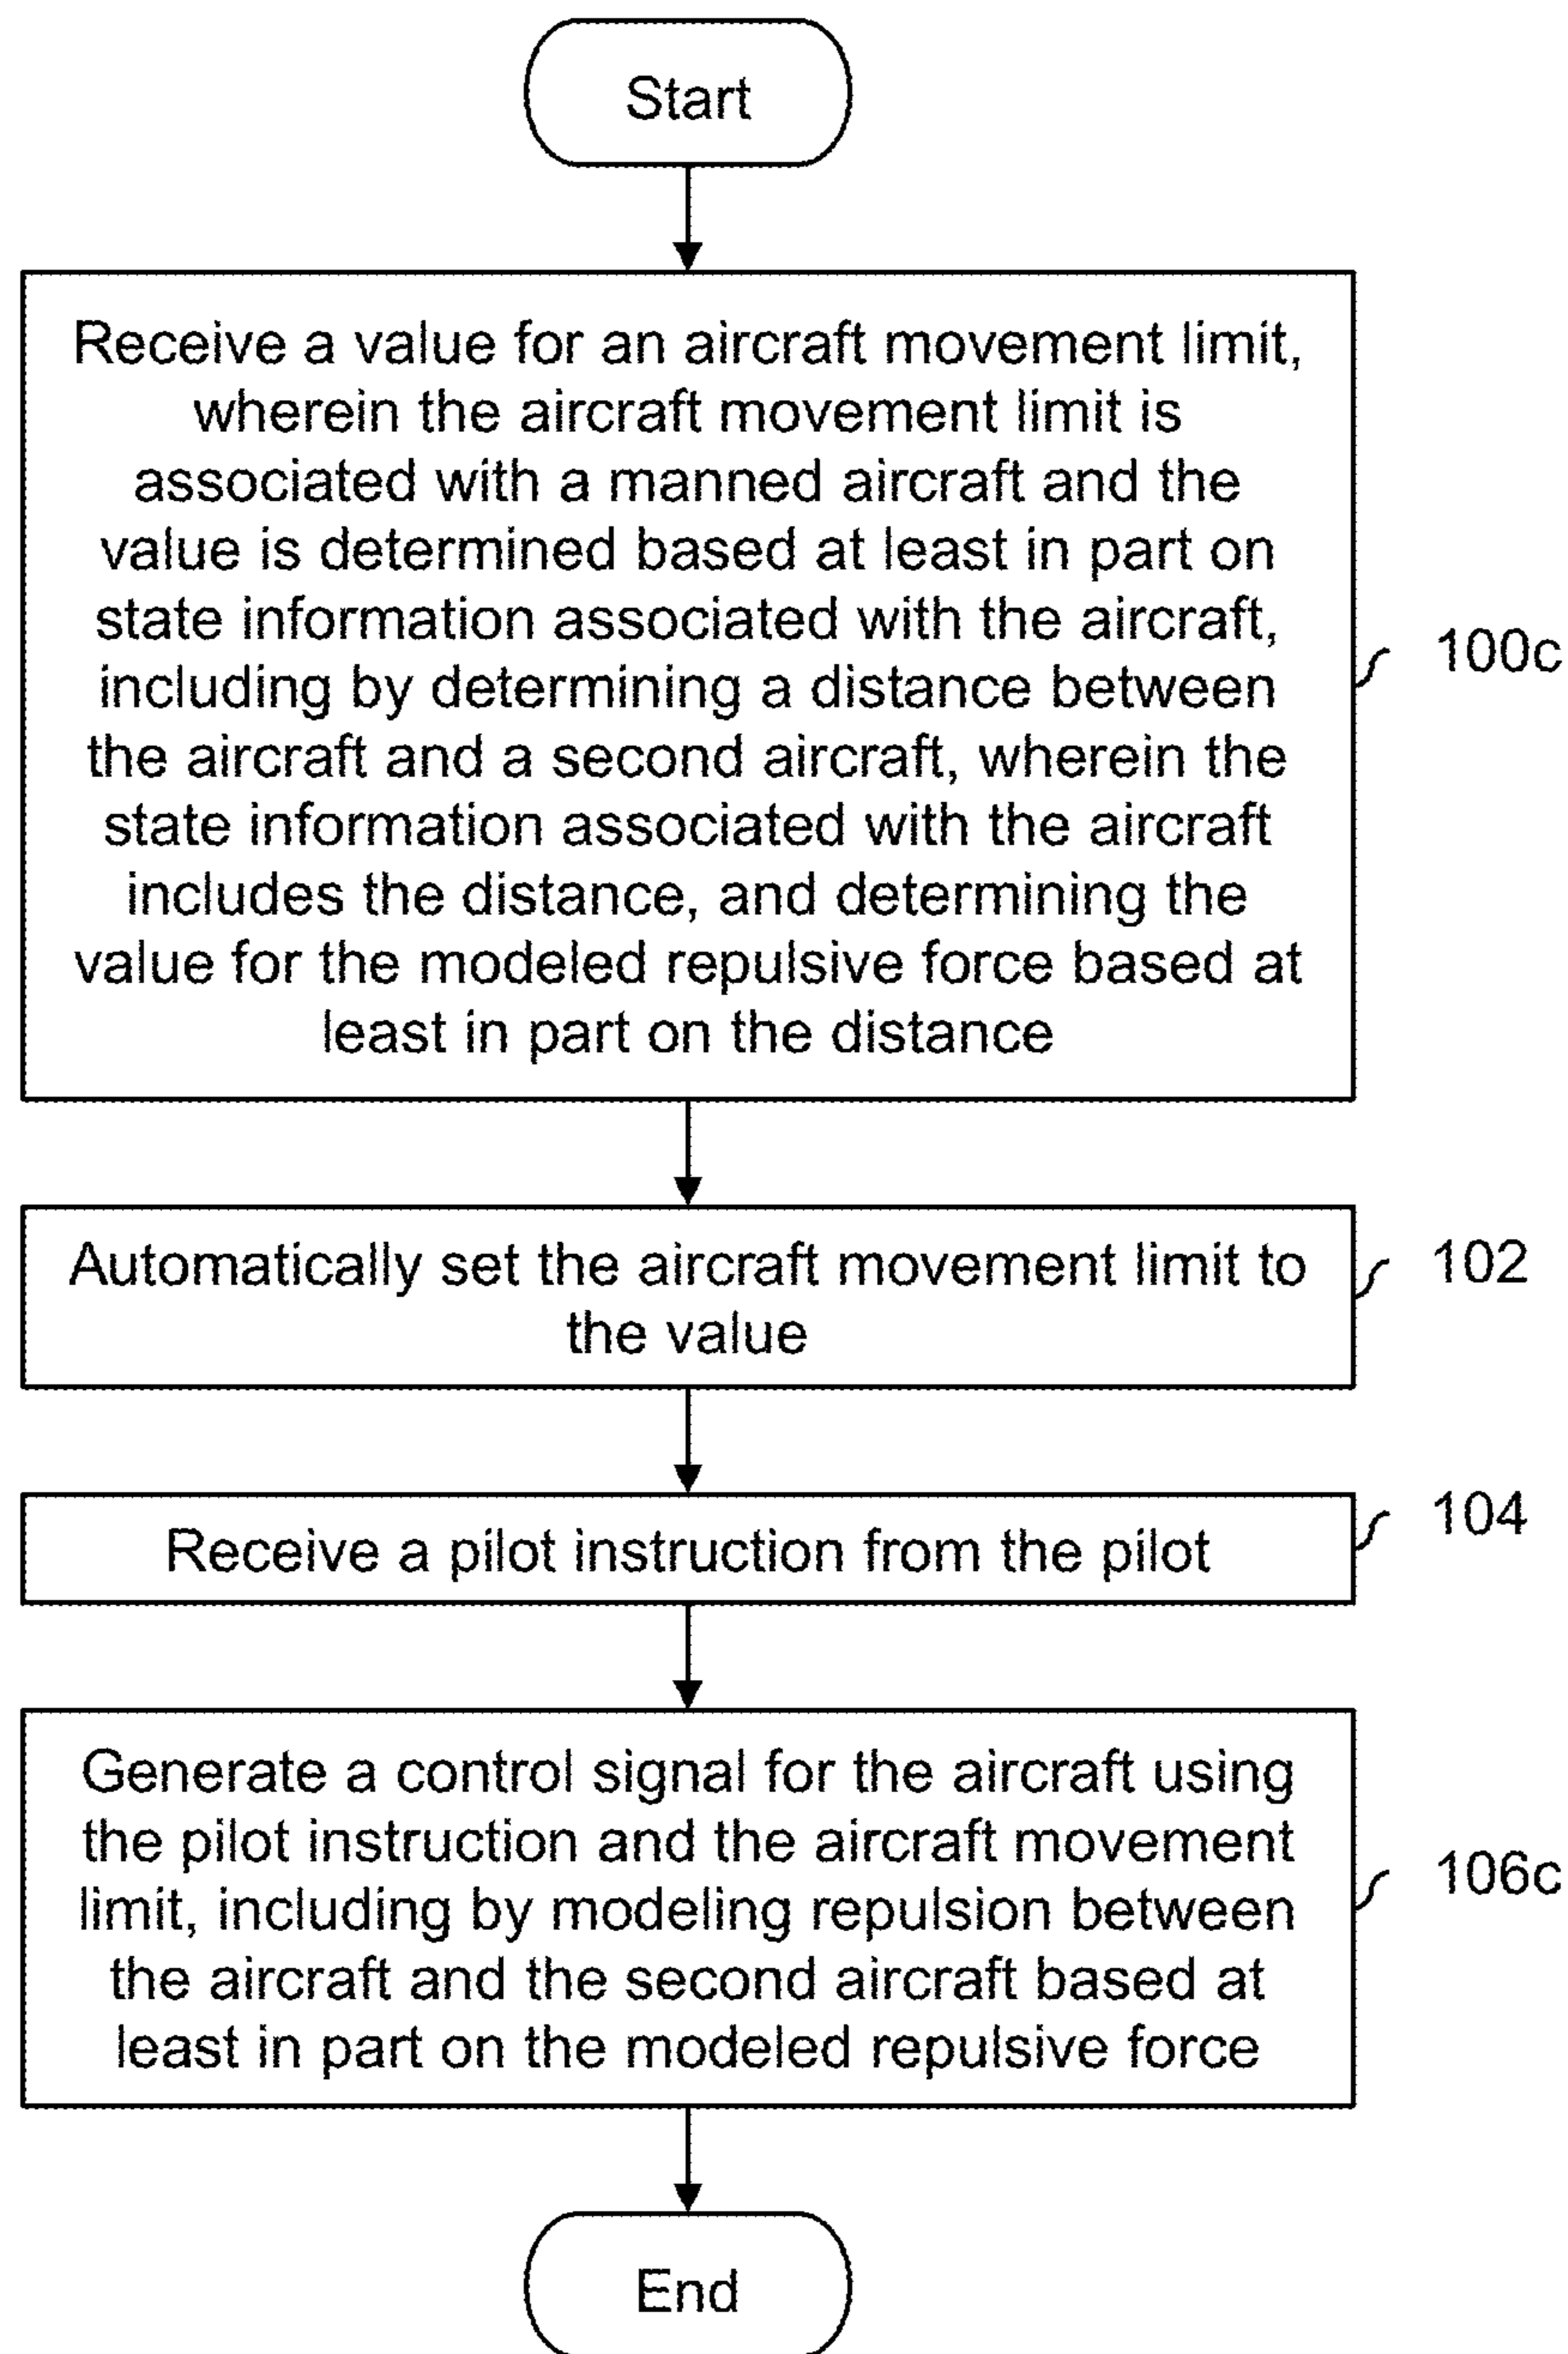 Start
Receive a value for an aircraft movement limit,
wherein the aircraft movement limit is
associated with a manned aircraft and the
value is determined based at least in part on
state information associated with the aircraft,
including by determining a distance between
the aircraft and a second aircraft, wherein the
state information associated with the aircraft
includes the distance, and determining the
value for the modeled repulsive force based at
least in part on the distance
100c
Automatically set the aircraft movement limit to
the value
102
Receive a pilot instruction from the pilot
104
Generate a control signal for the aircraft using
the pilot instruction and the aircraft movement
limit, including by modeling repulsion between
the aircraft and the second aircraft based at
least in part on the modeled repulsive force
106c
End